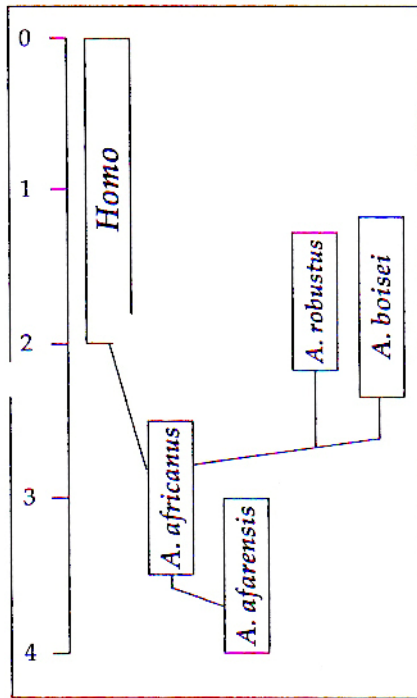 0
1
2
3
4
Homo
A. africanus
A. afarensis
A. robustus
A. boisei